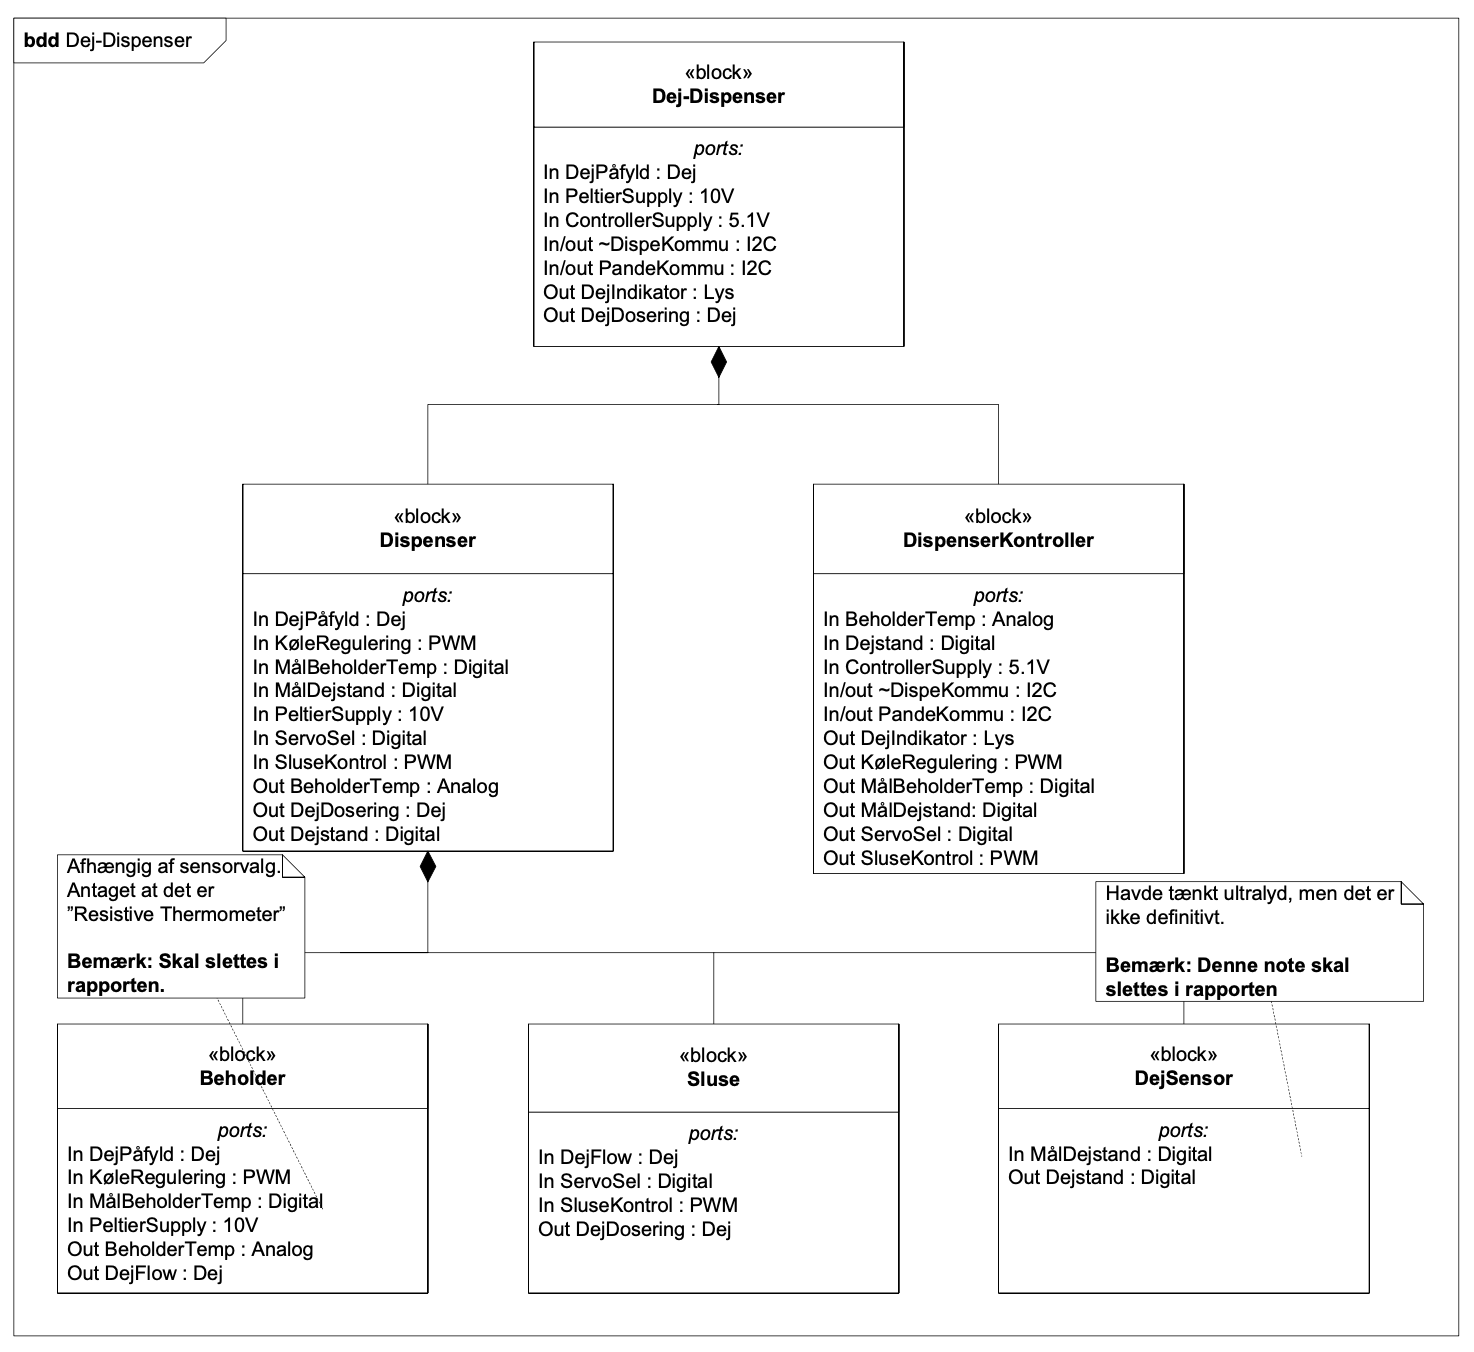 bdd Dej-Dispenser
«block»
Dej-Dispenser
ports:
In DejPåfyld : Dej
In PeltierSupply : 10V
In ControllerSupply : 5.1V
In/out ~DispeKommu : I2C
In/out PandeKommu : I2C
Out DejIndikator : Lys
Out DejDosering : Dej
«block»
Dispenser
ports:
In DejPåfyld : Dej
In KøleRegulering : PWM
In MålBeholderTemp : Digital
In MålDejstand : Digital
In PeltierSupply : 10V
In ServoSel : Digital
In SluseKontrol : PWM
Out BeholderTemp : Analog
Out DejDosering : Dej
Out Dejstand : Digital
«block»
DispenserKontroller
ports:
In BeholderTemp : Analog
In Dejstand : Digital
In ControllerSupply : 5.1V
In/out ~DispeKommu : I2C
In/out PandeKommu : I2C
Out DejIndikator : Lys
Out KøleRegulering : PWM
Out MålBeholderTemp : Digital
Out MålDejstand: Digital
Out ServoSel : Digital
Out SluseKontrol : PWM
Afhængig af sensorvalg.
Antaget at det er
”Resistive Thermometer”
Bemærk: Skal slettes i
rapporten.
Havde tænkt ultralyd, men det er
ikke definitivt.
Bemærk: Denne note skal
slettes i rapporten
«block»
Beholder
ports:
In DejPåfyld : Dej
In KøleRegulering : PWM
In MålBeholderTemp : Digital
In PeltierSupply : 10V
Out BeholderTemp : Analog
Out DejFlow : Dej
«block»
Sluse
ports:
In DejFlow : Dej
In ServoSel : Digital
In SluseKontrol : PWM
Out DejDosering : Dej
«block»
DejSensor
ports:
In MålDejstand : Digital
Out Dejstand : Digital